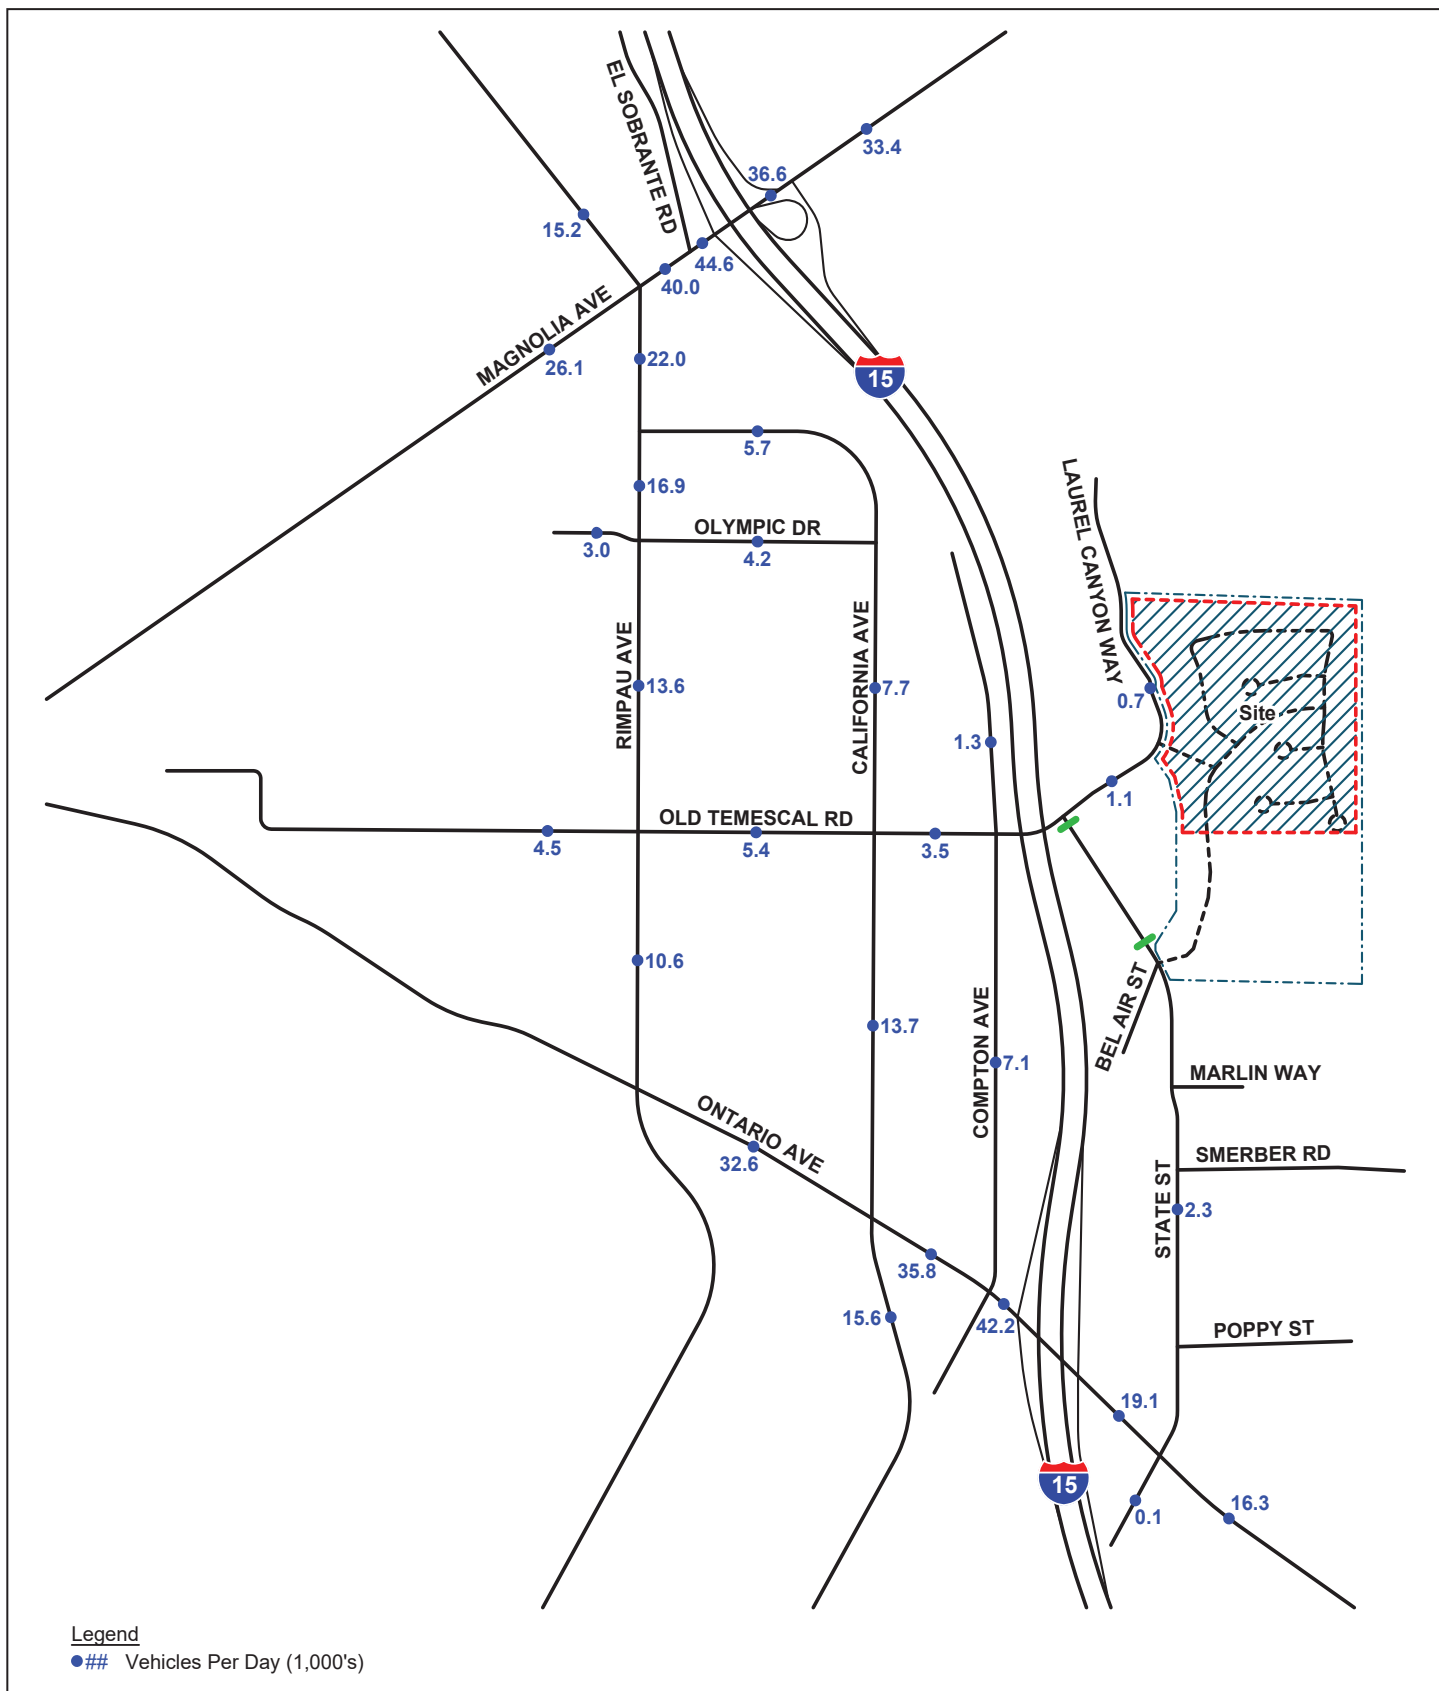 EL SOBRANTE RD
33.4
36.6
15.2
44.6
40.0
MAGNOLIA AVE
26.1
22.0
15
5.7
LAUREL CANYON WAY
16.9
OLYMPIC DR
3.0
4.2
RIMPAU AVE
CALIFORNIA AVE
13.6
7.7
0.7
Site
1.3
1.1
OLD TEMESCAL RD
4.5
5.4
3.5
10.6
BEL AIR ST
COMPTON AVE
13.7
7.1
MARLIN WAY
ONTARIO AVE
32.6
SMERBER RD
STATE ST
2.3
35.8
15.6
42.2
POPPY ST
19.1
15
0.1
16.3
Legend
## Vehicles Per Day (1,000's)